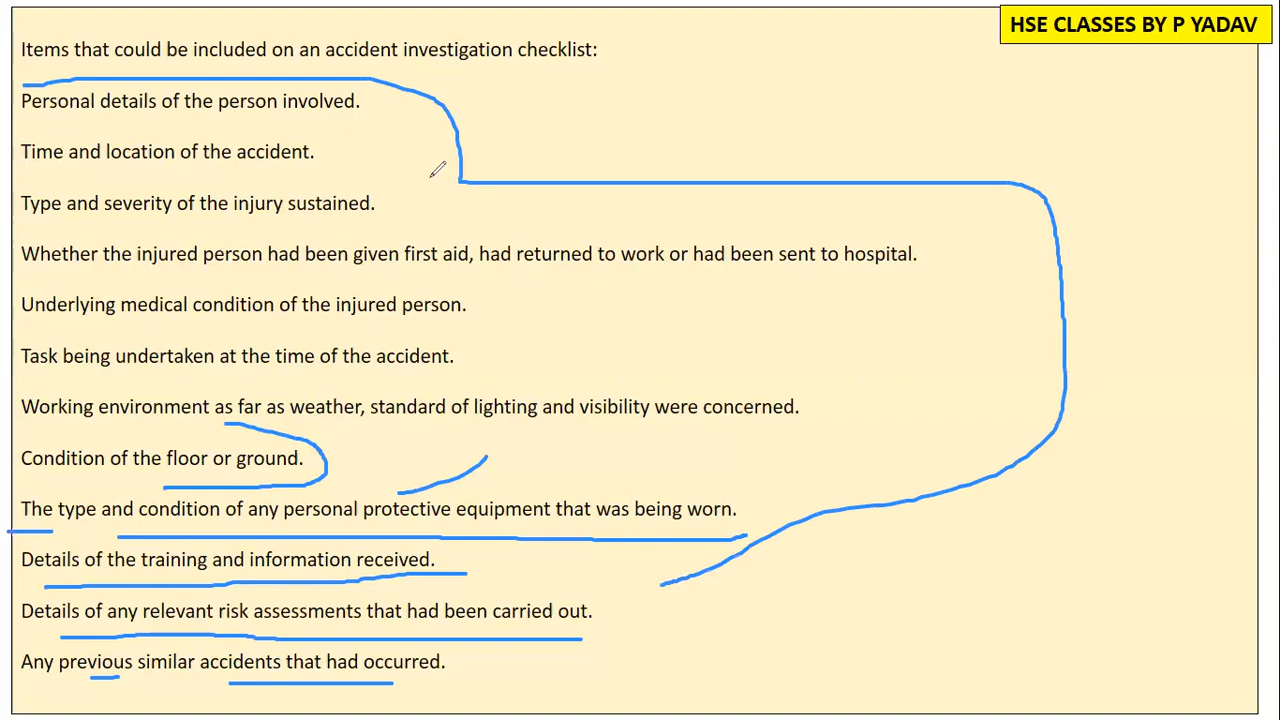 HSE CLASSES BY P YADAV
Items that could be included on an accident investigation checklist:
Personal details of the person involved.
Time and location of the accident.
Type and severity of the injury sustained.
Whether the injured person had been given first aid, had returned to work or had been sent to hospital.
Underlying medical condition of the injured person.
Task being undertaken at the time of the accident.
Working environment as far as weather, standard of lighting and visibility were concerned.
Condition of the floor or ground.
The type and condition of any personal protective equipment that was being worn.
Details of the training and information received.
Details of any relevant risk assessments that had been carried out.
Any previous similar accidents that had occurred.